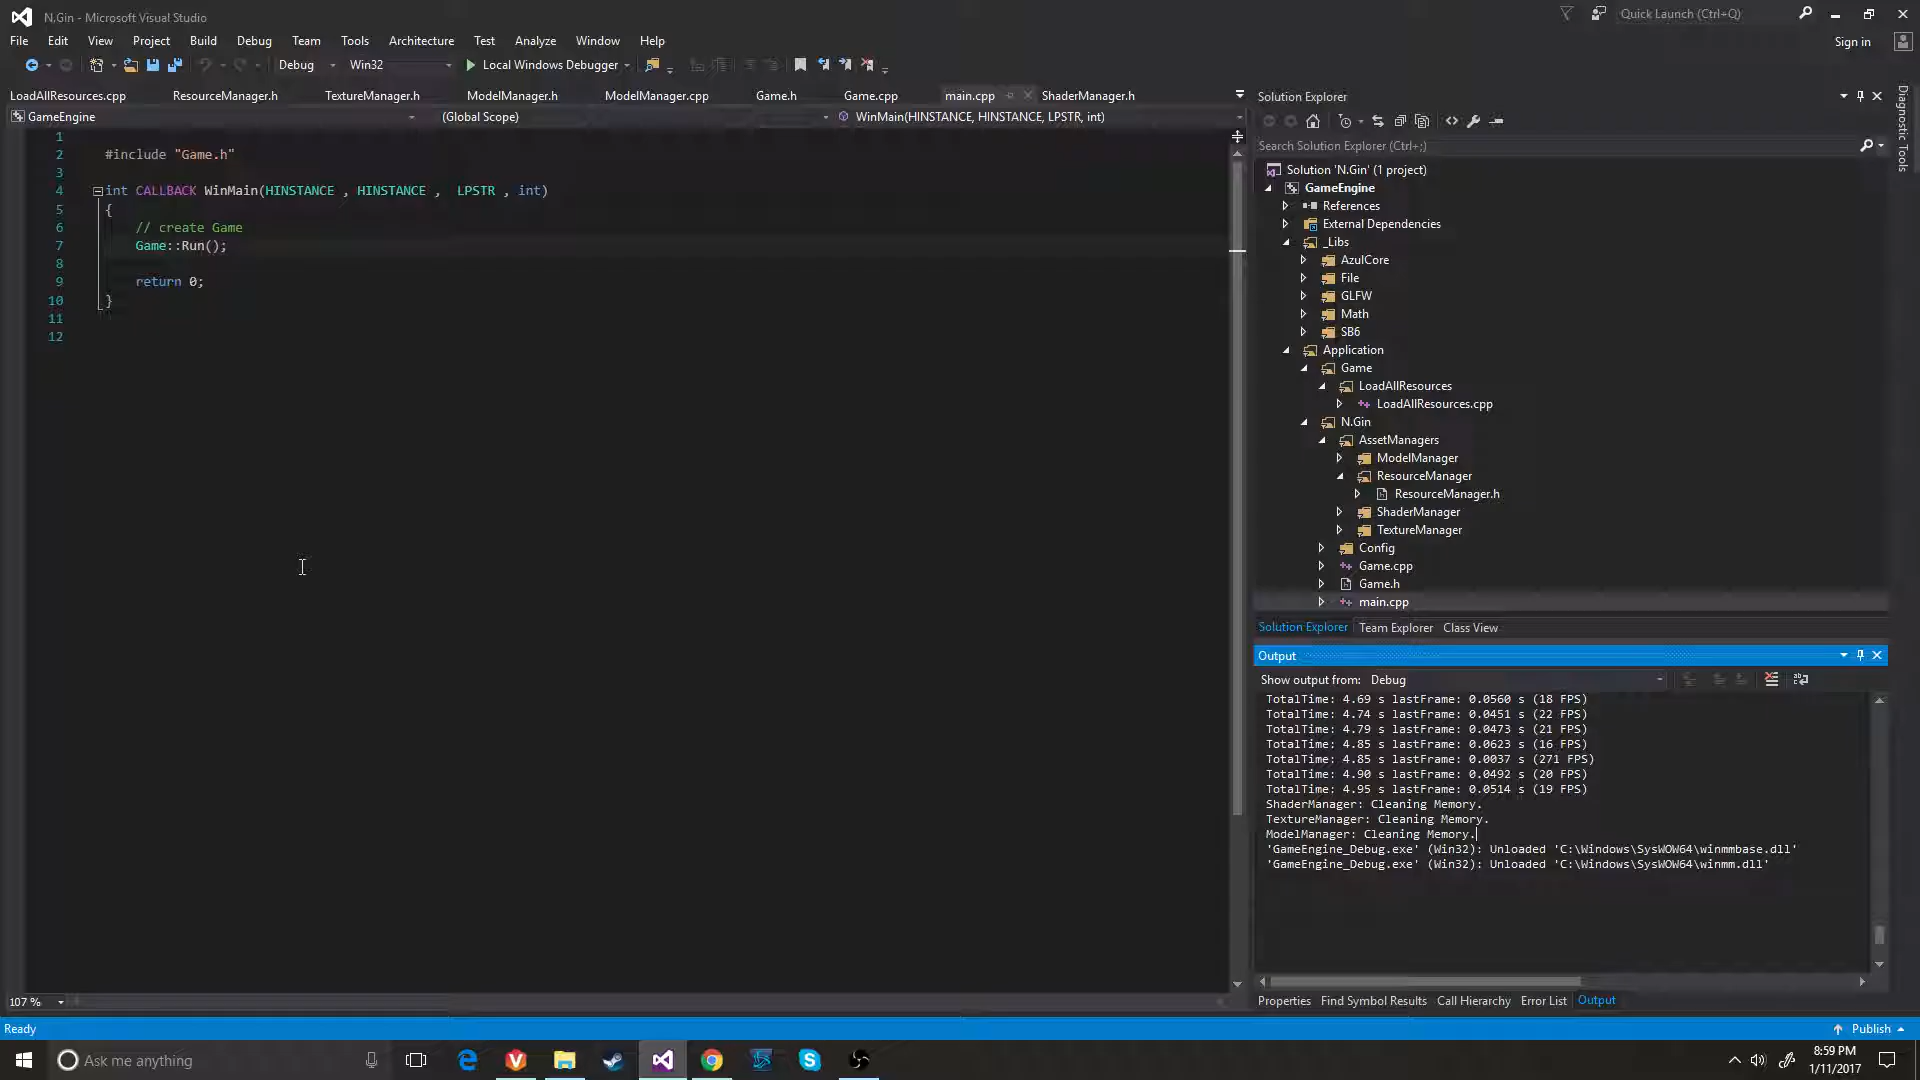 N.Gin - Microsoft Visual Studio
Quick Launch (Ctrl+Q)
File Edit View Project Build Debug Team Tools Architecture Test Analyze Window Help
Sign in
Debug Win32 Local Windows Debugger
LoadAllResources.cpp ResourceManager.h TextureManager.h ModelManager.h ModelManager.cpp Game.h Game.cpp main.cpp ShaderManager.h
GameEngine (Global Scope) WinMain(HINSTANCE, HINSTANCE, LPSTR, int)
1
2 #include "Game.h"
3
4 int CALLBACK WinMain(HINSTANCE , HINSTANCE ,  LPSTR , int)
5 {
6 // create Game
7 Game::Run();
8
9 return 0;
10 }
11
12
107 %
Solution Explorer
Search Solution Explorer (Ctrl+;)
Solution 'N.Gin' (1 project)
GameEngine
References
External Dependencies
_Libs
AzulCore
File
GLFW
Math
SB6
Application
Game
LoadAllResources
LoadAllResources.cpp
N.Gin
AssetManagers
ModelManager
ResourceManager
ResourceManager.h
ShaderManager
TextureManager
Config
Game.cpp
Game.h
main.cpp
Solution Explorer Team Explorer Class View
Diagnostic Tools
Output
Show output from: Debug
TotalTime: 4.69 s lastFrame: 0.0560 s (18 FPS)
TotalTime: 4.74 s lastFrame: 0.0451 s (22 FPS)
TotalTime: 4.79 s lastFrame: 0.0473 s (21 FPS)
TotalTime: 4.85 s lastFrame: 0.0623 s (16 FPS)
TotalTime: 4.85 s lastFrame: 0.0037 s (271 FPS)
TotalTime: 4.90 s lastFrame: 0.0492 s (20 FPS)
TotalTime: 4.95 s lastFrame: 0.0514 s (19 FPS)
ShaderManager: Cleaning Memory.
TextureManager: Cleaning Memory.
ModelManager: Cleaning Memory.
'GameEngine_Debug.exe' (Win32): Unloaded 'C:\Windows\SysWOW64\winmmbase.dll'
'GameEngine_Debug.exe' (Win32): Unloaded 'C:\Windows\SysWOW64\winmm.dll'
Properties Find Symbol Results Call Hierarchy Error List Output
Ready
Publish
Ask me anything
8:59 PM
1/11/2017